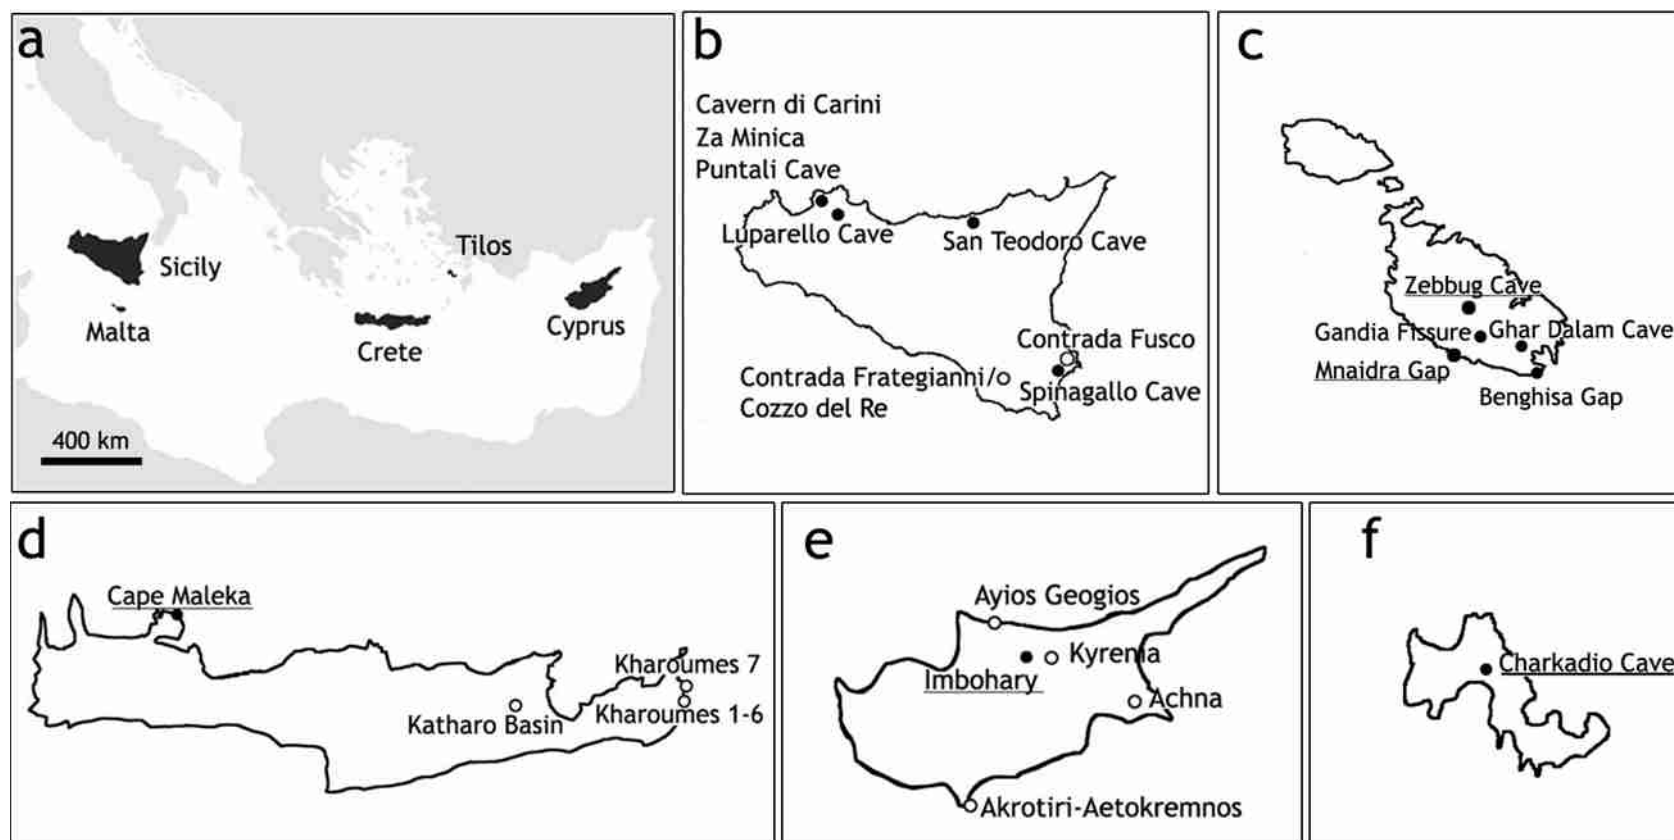 a
Sicily
Malta
Tilos
Crete
Cyprus
400 km
b
Cavern di Carini
Za Minica
Puntali Cave
Luparello Cave
San Teodoro Cave
Contrada Fusco
Contrada Frategianni/
Cozzo del Re
Spinagallo Cave
c
Zebbug Cave
Gandia Fissure
Ghar Dalam Cave
Mnaidra Gap
Benghisa Gap
d
Cape Maleka
Kharoumes 7
Kharoumes 1-6
Katharo Basin
e
Ayios Geogios
Kyrenia
Imbohary
Achna
Akrotiri-Aetokremnos
f
Charkadio Cave